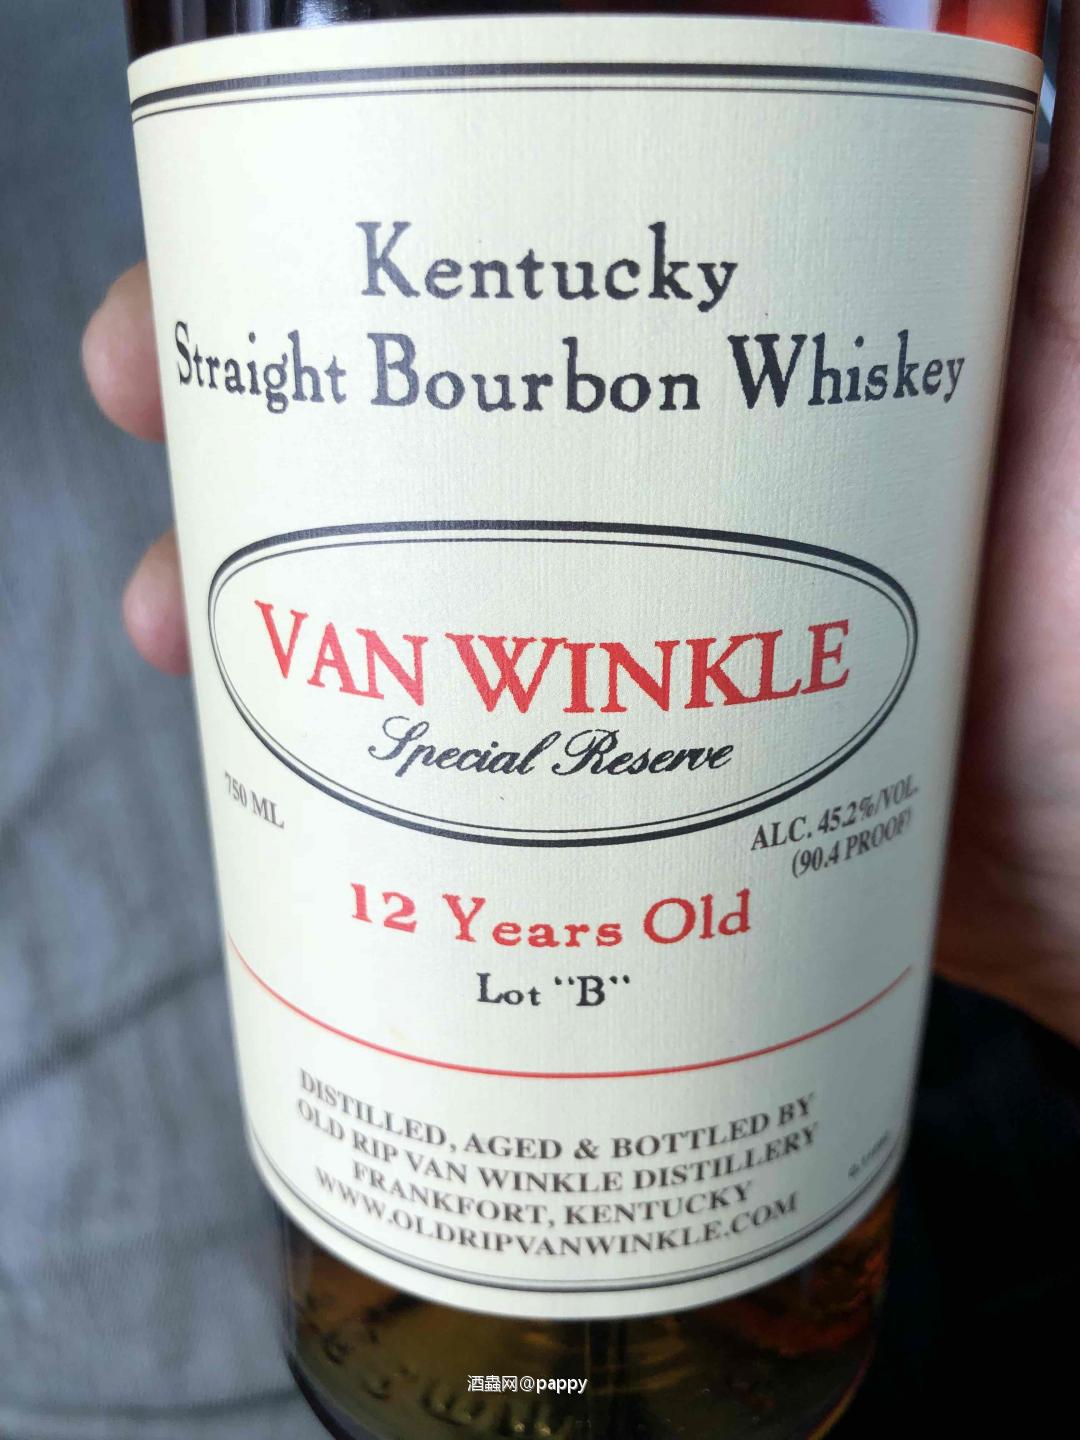 Kentucky
Straight Bourbon Whiskey
VAN WINKLE
Special Reserve
750 ML
ALC. 45.2%/VOL.
(90.4 PROOF)
12 Years Old
Lot "B"
DISTILLED, AGED & BOTTLED BY
OLD RIP VAN WINKLE DISTILLERY
FRANKFORT, KENTUCKY
WWW.OLDRIPVANWINKLE.COM
酒蟲网@pappy